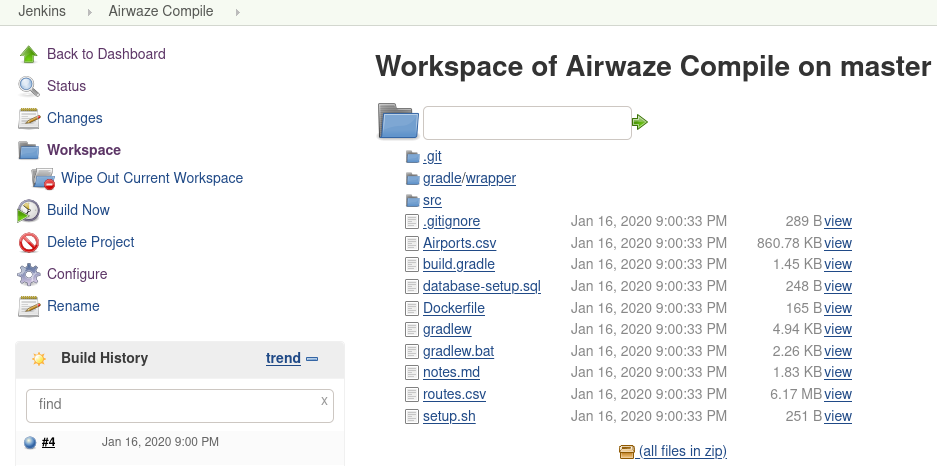 Jenkins Airwaze Compile
Back to Dashboard
Status
Changes
Workspace
Wipe Out Current Workspace
Build Now
Delete Project
Configure
Rename
Build History trend
find x
#4 Jan 16, 2020 9:00 PM
Workspace of Airwaze Compile on master
.git
gradle/wrapper
src
.gitignore Jan 16, 2020 9:00:33 PM 289 B view
Airports.csv Jan 16, 2020 9:00:33 PM 860.78 KB view
build.gradle Jan 16, 2020 9:00:33 PM 1.45 KB view
database-setup.sql Jan 16, 2020 9:00:33 PM 248 B view
Dockerfile Jan 16, 2020 9:00:33 PM 165 B view
gradlew Jan 16, 2020 9:00:33 PM 4.94 KB view
gradlew.bat Jan 16, 2020 9:00:33 PM 2.26 KB view
notes.md Jan 16, 2020 9:00:33 PM 1.83 KB view
routes.csv Jan 16, 2020 9:00:33 PM 6.17 MB view
setup.sh Jan 16, 2020 9:00:33 PM 251 B view
(all files in zip)